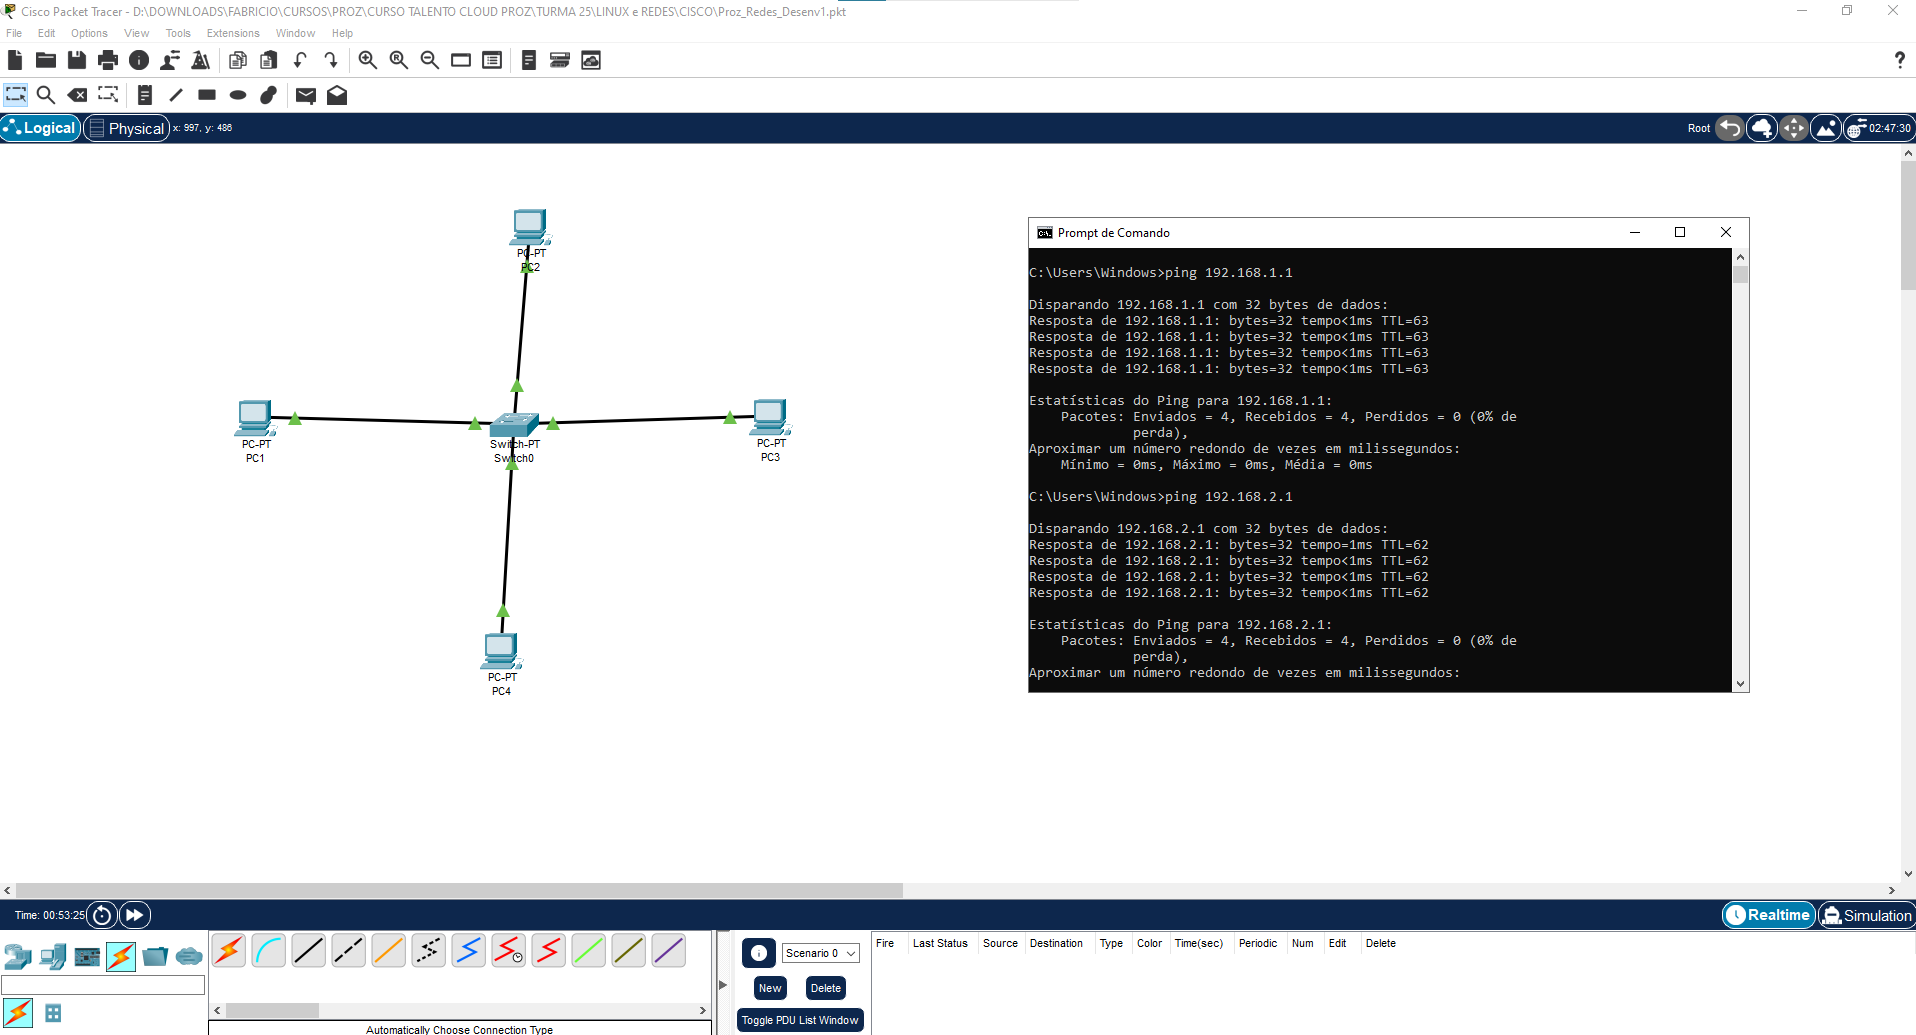 Cisco Packet Tracer - D:\DOWNLOADS\FABRICIO\CURSOS\PROZ\CURSO TALENTO CLOUD PROZ\TURMA 25\LINUX e REDES\CISCO\Proz_Redes_Desenv1.pkt
File Edit Options View Tools Extensions Window Help
Logical Physical x: 997, y: 486 Root 02:47:30
PC-PT
PC2
PC-PT
PC1
Switch-PT
Switch0
PC-PT
PC3
PC-PT
PC4
Prompt de Comando
C:\Users\Windows>ping 192.168.1.1
Disparando 192.168.1.1 com 32 bytes de dados:
Resposta de 192.168.1.1: bytes=32 tempo<1ms TTL=63
Resposta de 192.168.1.1: bytes=32 tempo<1ms TTL=63
Resposta de 192.168.1.1: bytes=32 tempo<1ms TTL=63
Resposta de 192.168.1.1: bytes=32 tempo<1ms TTL=63
Estatísticas do Ping para 192.168.1.1:
Pacotes: Enviados = 4, Recebidos = 4, Perdidos = 0 (0% de
perda),
Aproximar um número redondo de vezes em milissegundos:
Mínimo = 0ms, Máximo = 0ms, Média = 0ms
C:\Users\Windows>ping 192.168.2.1
Disparando 192.168.2.1 com 32 bytes de dados:
Resposta de 192.168.2.1: bytes=32 tempo=1ms TTL=62
Resposta de 192.168.2.1: bytes=32 tempo<1ms TTL=62
Resposta de 192.168.2.1: bytes=32 tempo<1ms TTL=62
Resposta de 192.168.2.1: bytes=32 tempo<1ms TTL=62
Estatísticas do Ping para 192.168.2.1:
Pacotes: Enviados = 4, Recebidos = 4, Perdidos = 0 (0% de
perda),
Aproximar um número redondo de vezes em milissegundos:
Time: 00:53:25 Realtime Simulation
Scenario 0
New Delete
Toggle PDU List Window
Fire Last Status Source Destination Type Color Time(sec) Periodic Num Edit Delete
Automatically Choose Connection Type